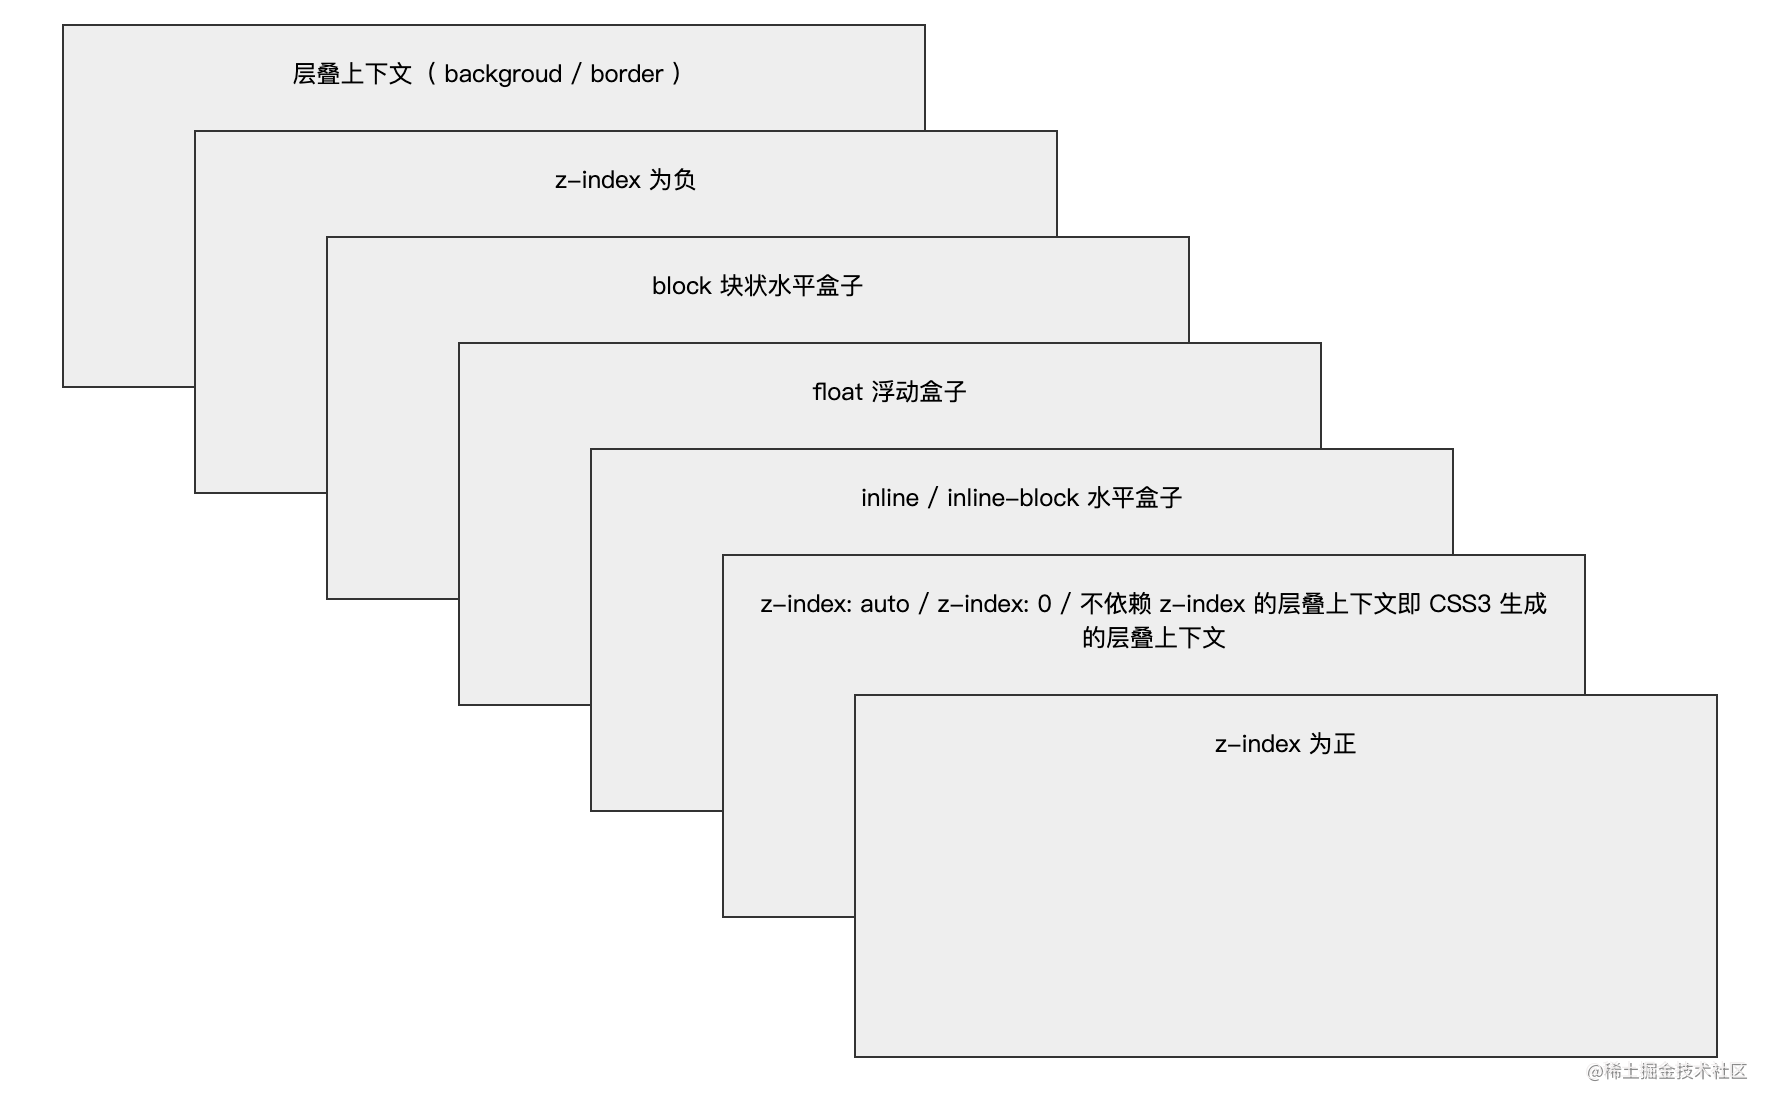 层叠上下文（ backgroud / border ）
z-index 为负
block 块状水平盒子
float 浮动盒子
inline / inline-block 水平盒子
z-index: auto / z-index: 0 / 不依赖 z-index 的层叠上下文即 CSS3 生成
的层叠上下文
z-index 为正
@稀土掘金技术社区